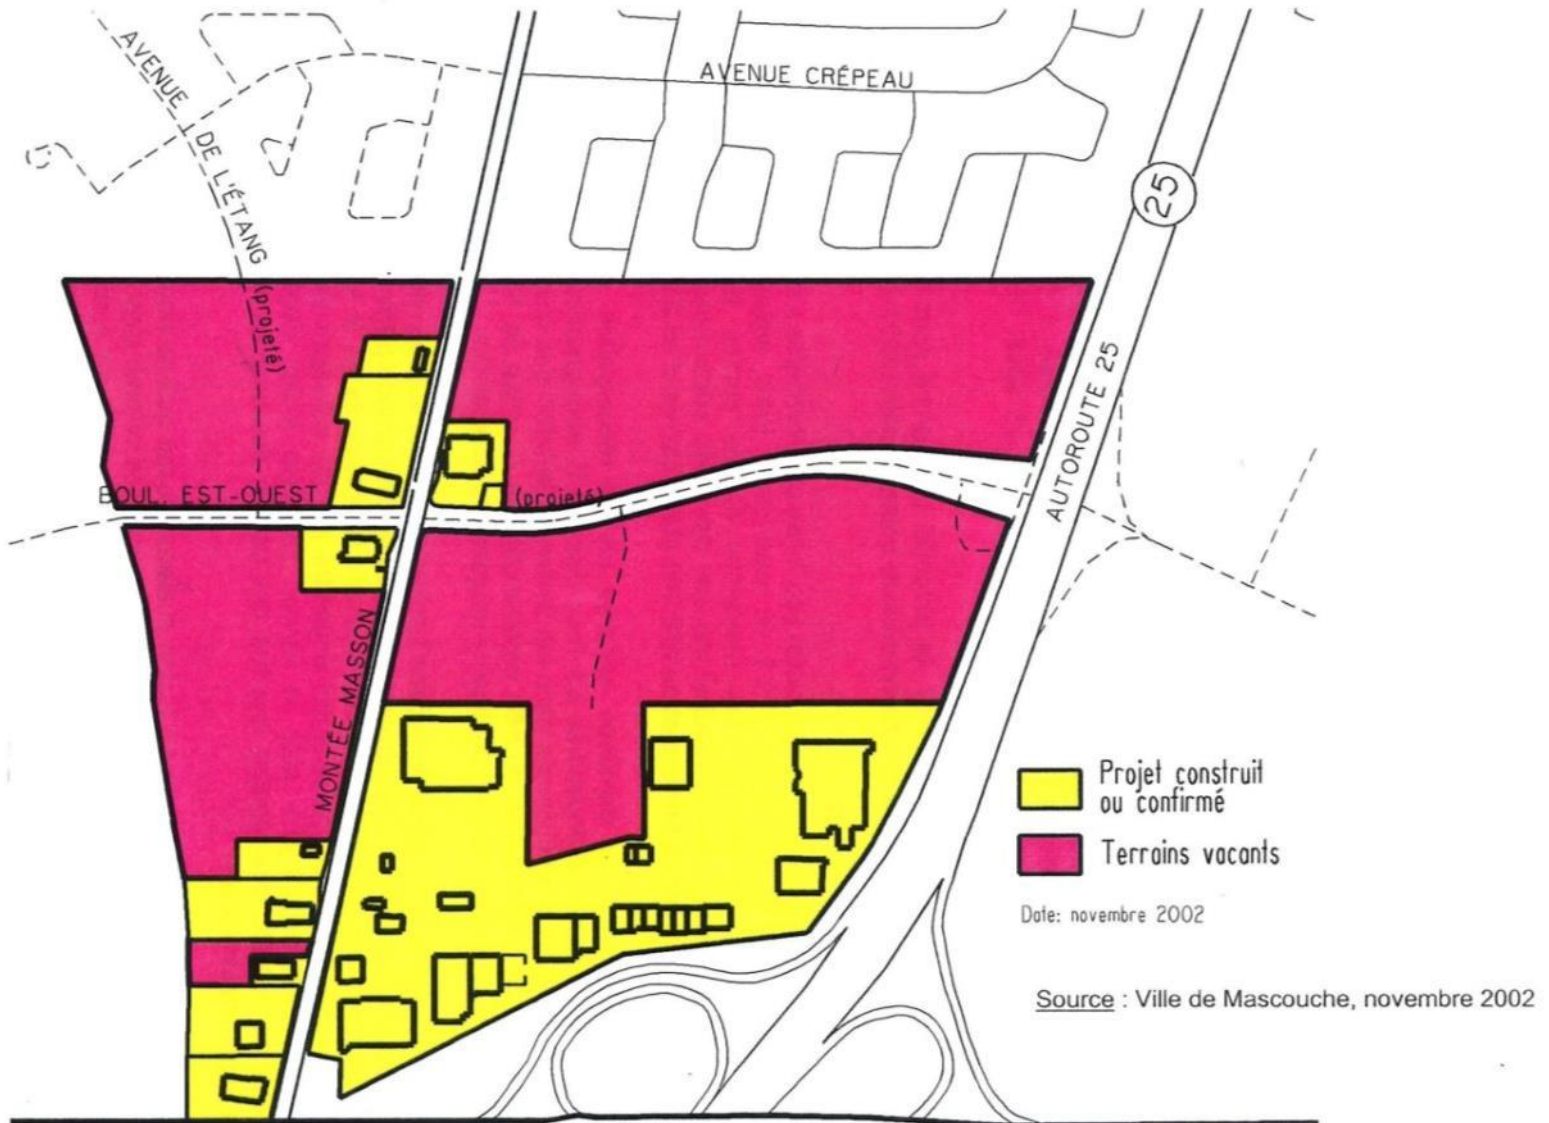 AVENUE CRÉPEAU
AVENUE DE L'ÉTANG (projeté)
25
AUTOROUTE 25
BOUL. EST-OUEST (projeté)
MONTÉE MASSON
Projet construit
ou confirmé
Terrains vacants
Date: novembre 2002
Source : Ville de Mascouche, novembre 2002